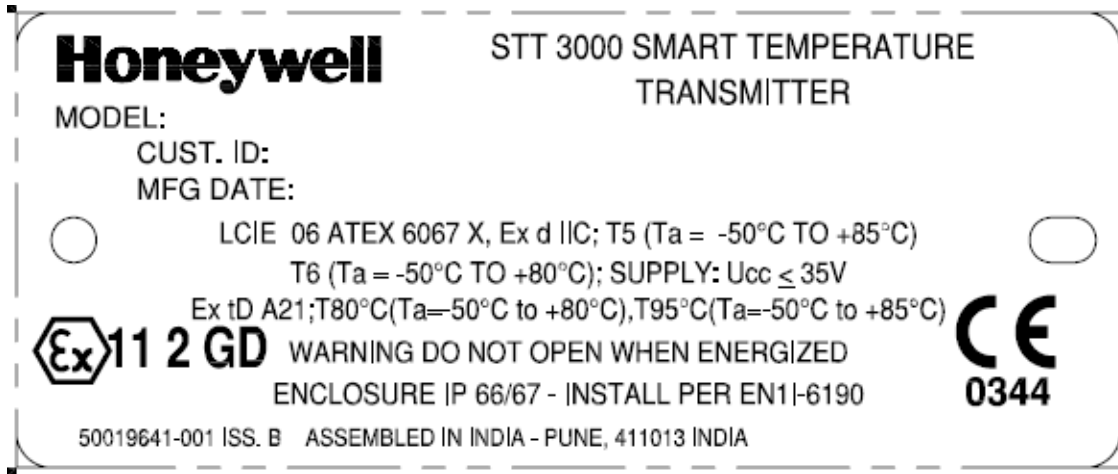 Honeywell
STT 3000 SMART TEMPERATURE
TRANSMITTER
MODEL:
CUST. ID:
MFG DATE:
LCIE 06 ATEX 6067 X, Ex d IIC; T5 (Ta = -50°C TO +85°C)
T6 (Ta = -50°C TO +80°C); SUPPLY: Ucc ≤ 35V
Ex tD A21;T80°C(Ta=-50°C to +80°C),T95°C(Ta=-50°C to +85°C)
Ex 11 2 GD WARNING DO NOT OPEN WHEN ENERGIZED
CE
ENCLOSURE IP 66/67 - INSTALL PER EN1I-6190
0344
50019641-001 ISS. B ASSEMBLED IN INDIA - PUNE, 411013 INDIA